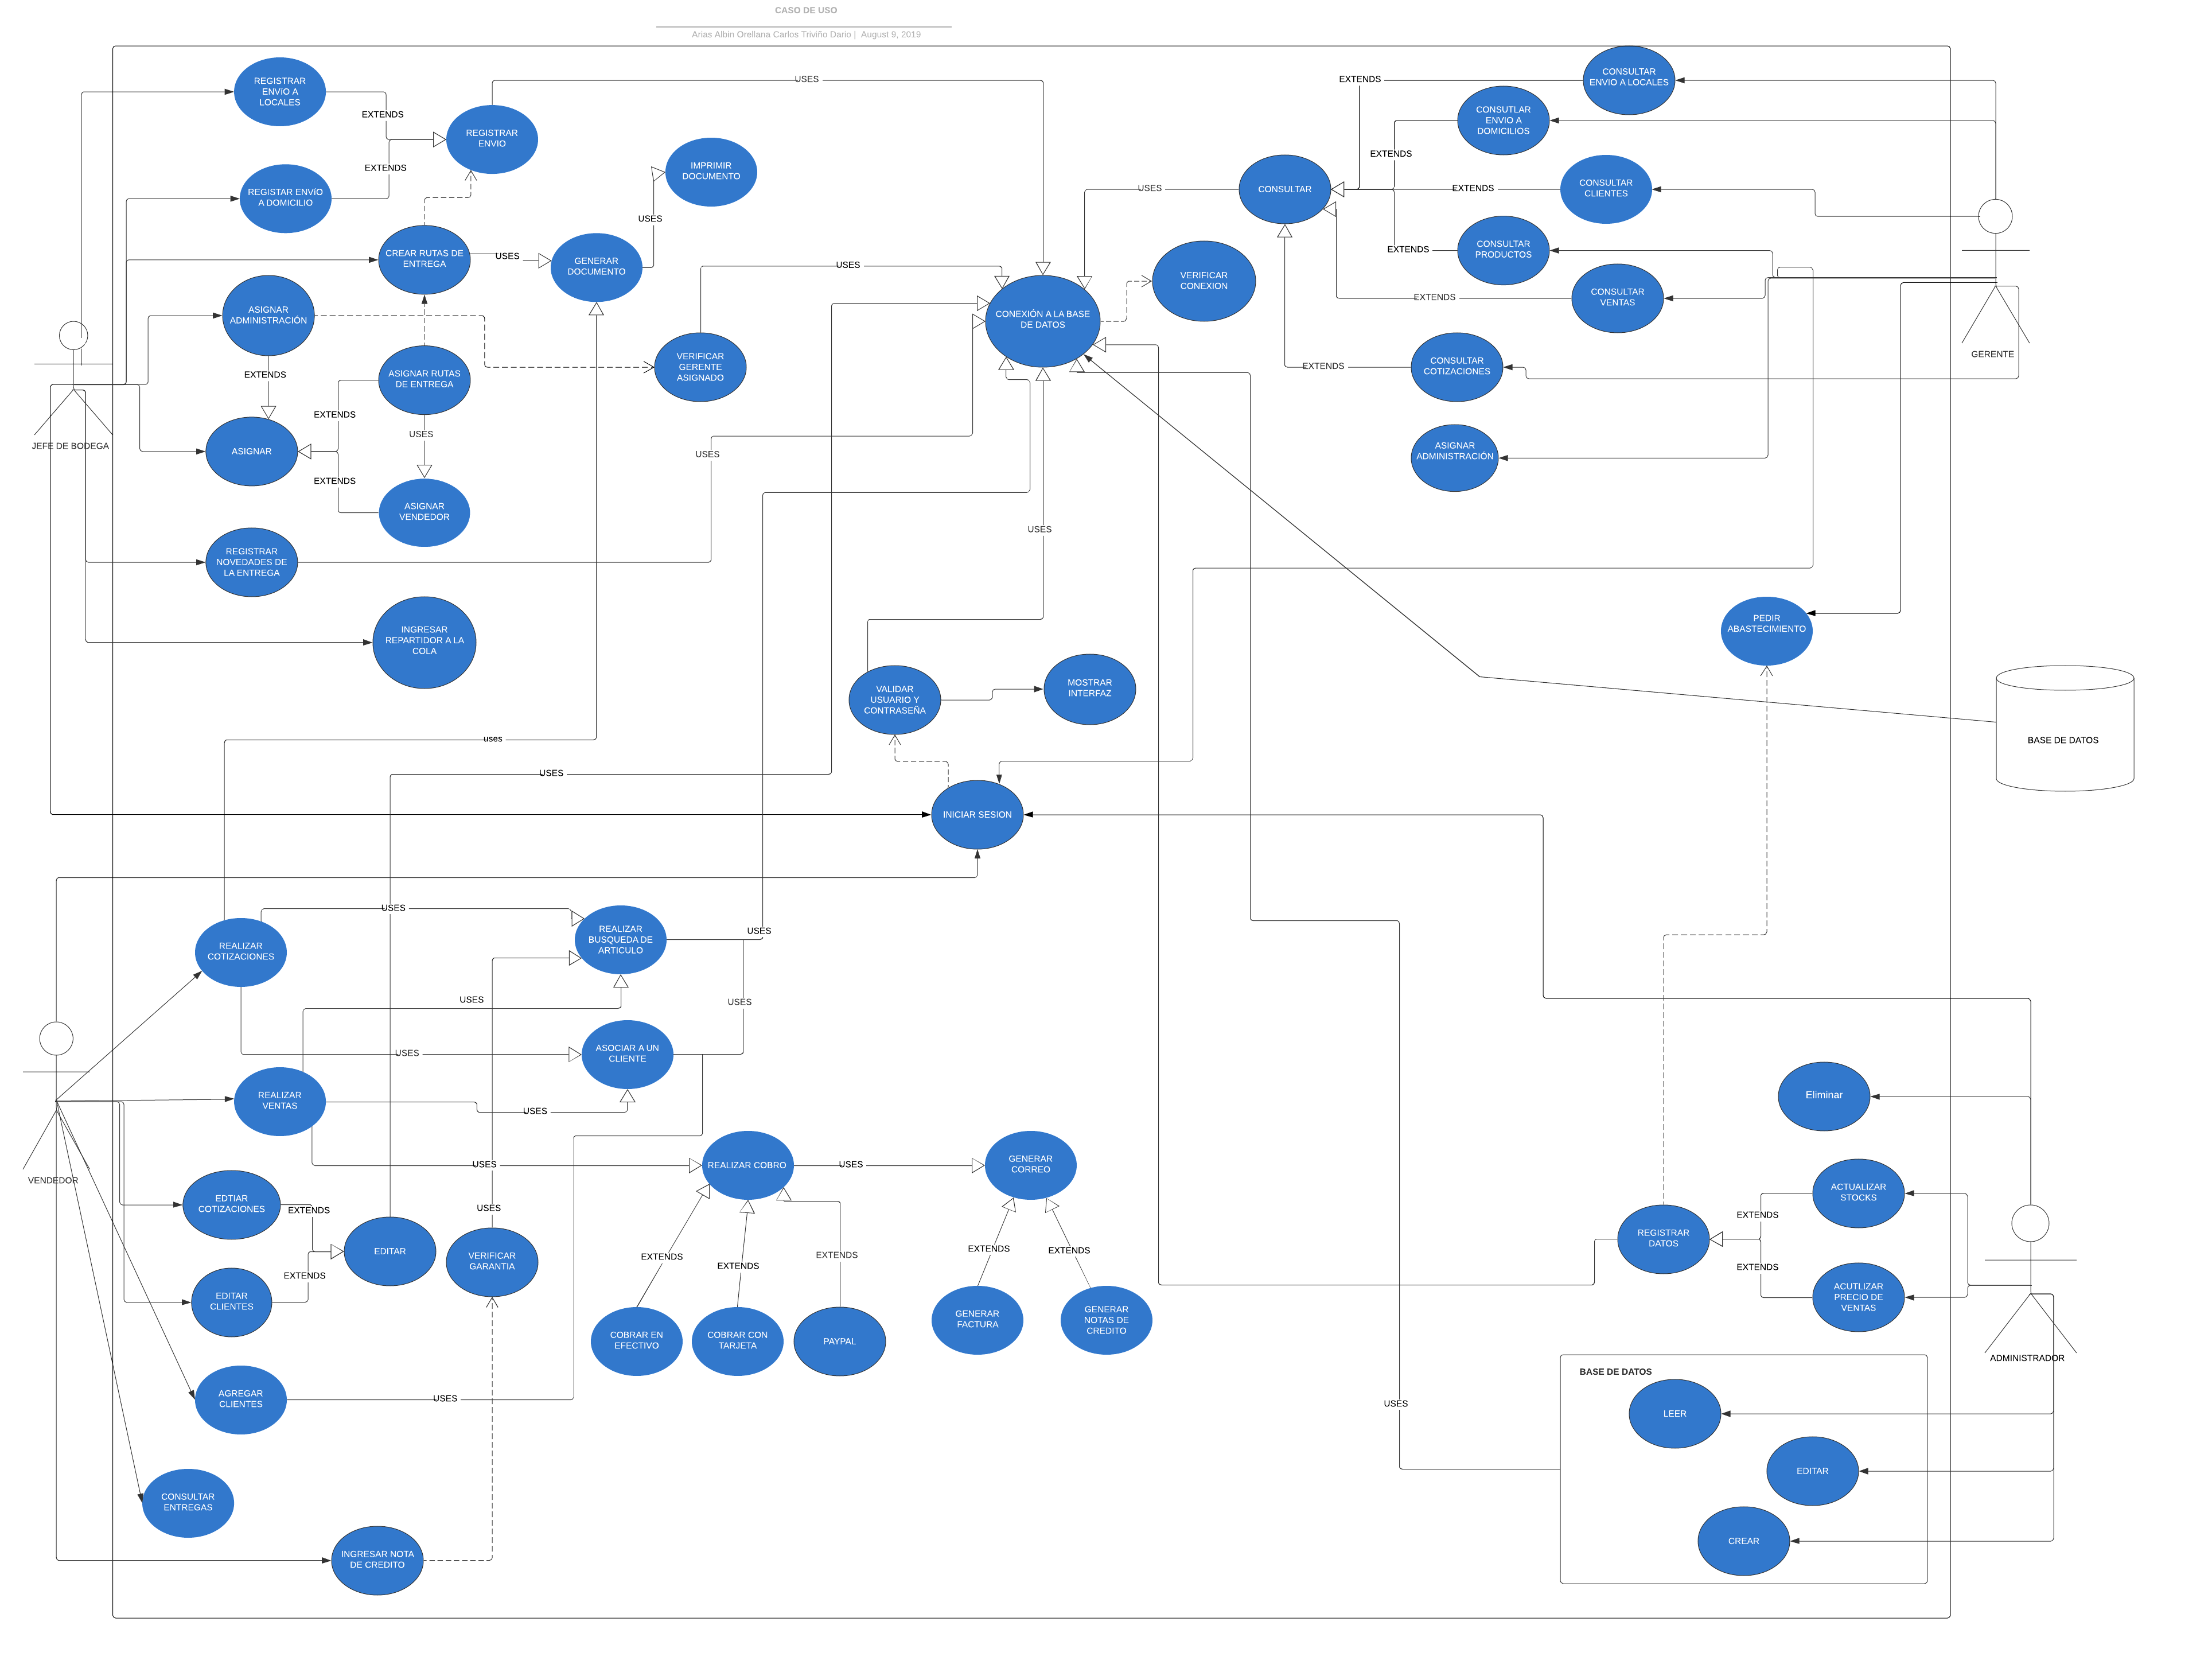 CASO DE USO
Arias Albin Orellana Carlos Triviño Dario | August 9, 2019
REGISTRAR
ENVíO A
LOCALES
EXTENDS
REGISTRAR
ENVIO
USES
EXTENDS
REGISTAR ENVíO
A DOMICILIO
IMPRIMIR
DOCUMENTO
USES
CREAR RUTAS DE
ENTREGA
USES
GENERAR
DOCUMENTO
ASIGNAR
ADMINISTRACIÓN
EXTENDS
ASIGNAR RUTAS
DE ENTREGA
VERIFICAR
GERENTE
ASIGNADO
USES
EXTENDS
USES
JEFE DE BODEGA
ASIGNAR
EXTENDS
ASIGNAR
VENDEDOR
USES
REGISTRAR
NOVEDADES DE
LA ENTREGA
INGRESAR
REPARTIDOR A LA
COLA
CONEXIÓN A LA BASE
DE DATOS
VERIFICAR
CONEXION
USES
CONSULTAR
EXTENDS
CONSULTAR
ENVIO A LOCALES
CONSUTLAR
ENVIO A
DOMICILIOS
EXTENDS
EXTENDS
CONSULTAR
CLIENTES
EXTENDS
CONSULTAR
PRODUCTOS
EXTENDS
CONSULTAR
VENTAS
EXTENDS
CONSULTAR
COTIZACIONES
GERENTE
ASIGNAR
ADMINISTRACIÓN
USES
PEDIR
ABASTECIMIENTO
VALIDAR
USUARIO Y
CONTRASEÑA
MOSTRAR
INTERFAZ
BASE DE DATOS
uses
USES
INICIAR SESION
USES
REALIZAR
COTIZACIONES
REALIZAR
BUSQUEDA DE
ARTICULO
USES
USES
USES
USES
ASOCIAR A UN
CLIENTE
REALIZAR
VENTAS
USES
VENDEDOR
USES
REALIZAR COBRO
USES
GENERAR
CORREO
EDTIAR
COTIZACIONES
EXTENDS
EDITAR
USES
VERIFICAR
GARANTIA
EXTENDS
EDITAR
CLIENTES
EXTENDS
EXTENDS
EXTENDS
EXTENDS
EXTENDS
COBRAR EN
EFECTIVO
COBRAR CON
TARJETA
PAYPAL
GENERAR
FACTURA
GENERAR
NOTAS DE
CREDITO
AGREGAR
CLIENTES
USES
CONSULTAR
ENTREGAS
INGRESAR NOTA
DE CREDITO
Eliminar
ACTUALIZAR
STOCKS
EXTENDS
REGISTRAR
DATOS
EXTENDS
ACUTLIZAR
PRECIO DE
VENTAS
ADMINISTRADOR
USES
BASE DE DATOS
LEER
EDITAR
CREAR